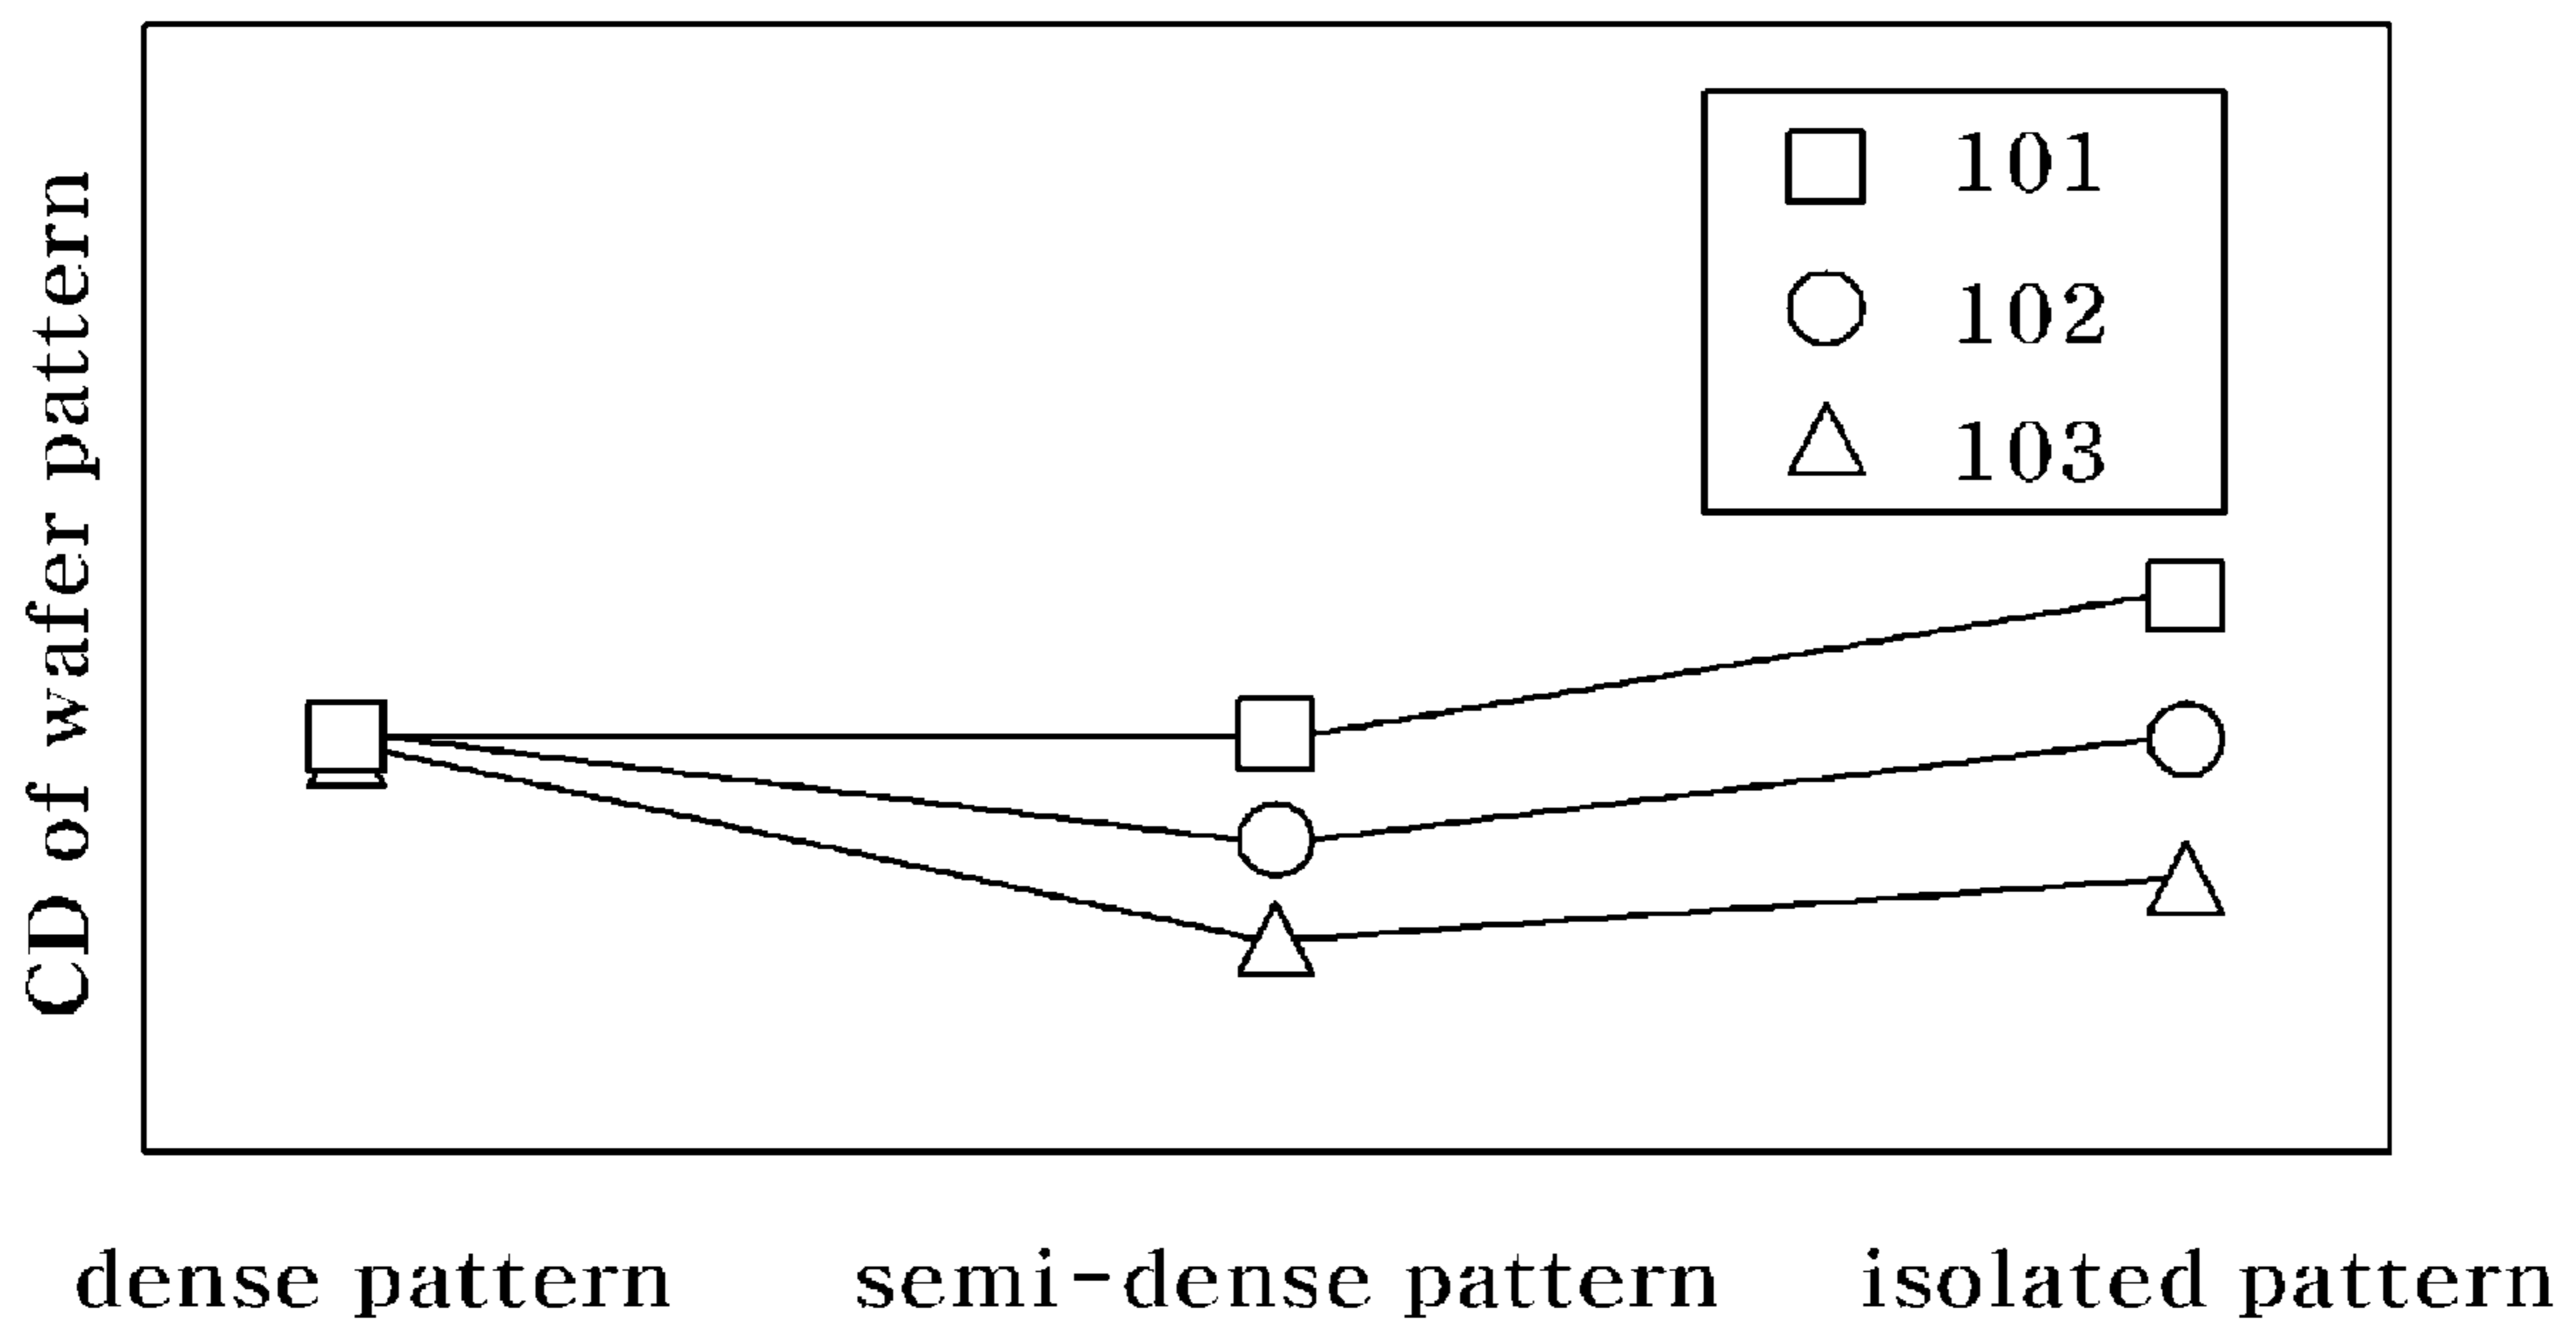 CD of wafer pattern
101
102
103
dense pattern
semi-dense pattern
isolated pattern